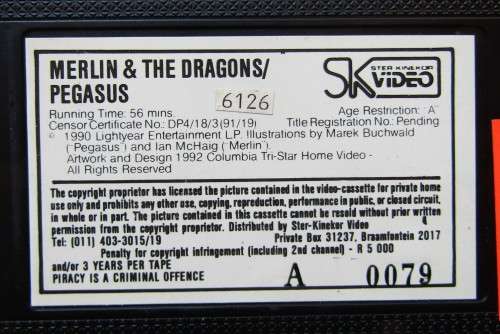 MERLIN & THE DRAGONS/
PEGASUS
STER KINEKOR
SK VIDEO
6126
Running Time: 56 mins.
Age Restriction: "A"
Censor Certificate No.: DP4/18/3(91/19)
Title Registration No.: Pending
© 1990 Lightyear Entertainment LP. Illustrations by Marek Buchwald
("Pegasus") and Ian McHaig ("Merlin").
Artwork and Design 1992 Columbia Tri-Star Home Video -
All Rights Reserved
The copyright proprietor has licensed the picture contained in the video-cassette for private home
use only and prohibits any other use, copying, reproduction, performance in public, or closed circuit,
in whole or in part. The picture contained in this cassette cannot be resold without prior written
permission of the copyright proprietor. Distributed by Ster-Kinekor Video
4
Tel: (011) 403-3015/19
Private Box 31237, Braamfontein 2017
Penalty for copyright infringement (including 2nd channel) - R 5 000
and/or 3 YEARS PER TAPE
PIRACY IS A CRIMINAL OFFENCE
A 0079